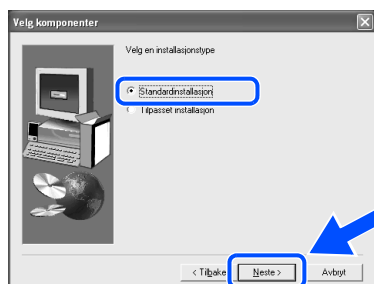 Velg komponenter
Velg en installasjonstype
Standardinstallasjon
Tilpasset installasjon
< Tilbake
Neste >
Avbryt